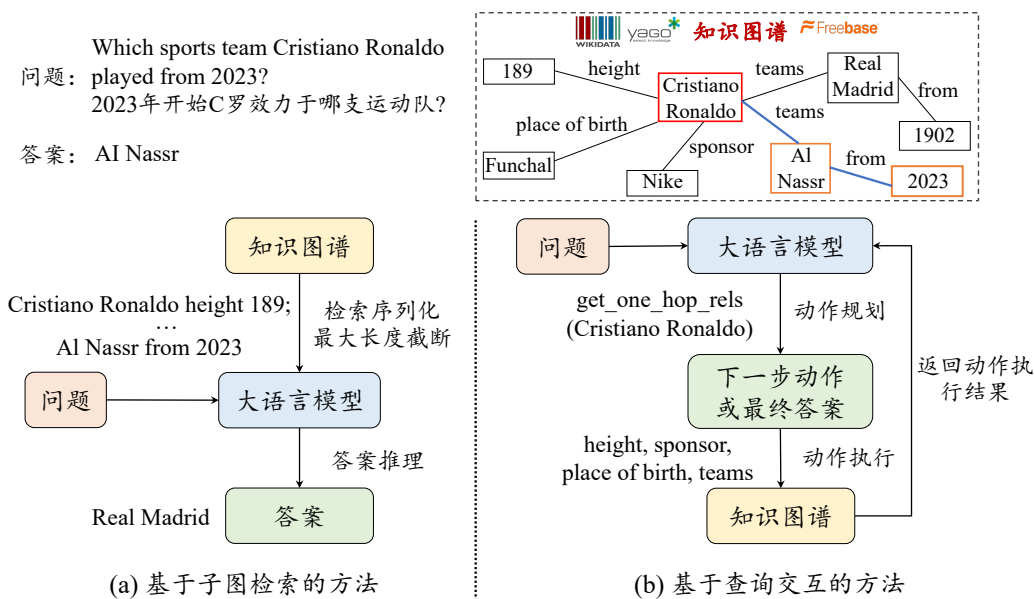 Which sports team Cristiano Ronaldo
问题: played from 2023?
2023年开始C罗效力于哪支运动队?
答案: AI Nassr
WIKIDATA
yago
select knowledge
知识图谱
Freebase
189
height
Cristiano
Ronaldo
teams
Real
Madrid
from
1902
place of birth
teams
Funchal
sponsor
Nike
Al
Nassr
from
2023
知识图谱
Cristiano Ronaldo height 189;
…
Al Nassr from 2023
检索序列化
最大长度截断
问题
大语言模型
答案推理
Real Madrid
答案
(a) 基于子图检索的方法
问题
大语言模型
get_one_hop_rels
(Cristiano Ronaldo)
动作规划
下一步动作
或最终答案
返回动作执
行结果
height, sponsor,
place of birth, teams
动作执行
知识图谱
(b) 基于查询交互的方法